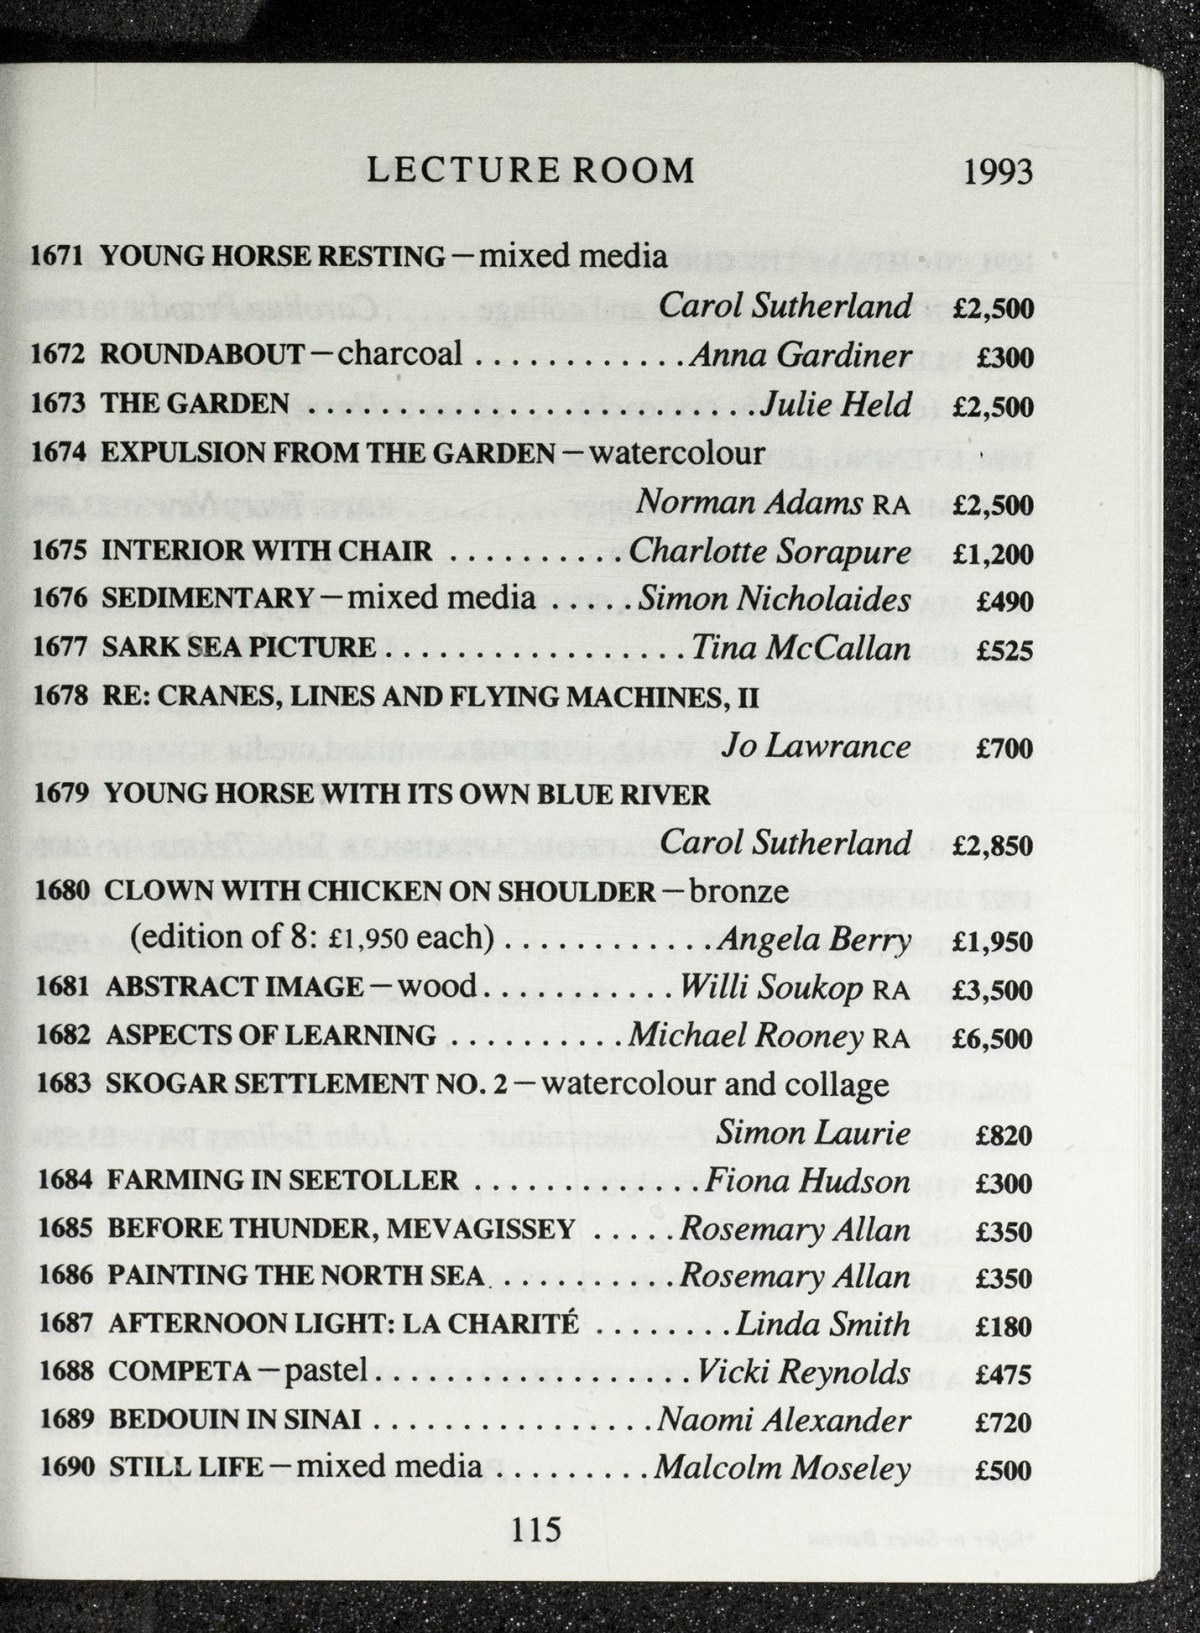 LECTURE ROOM 1993
1671 YOUNG HORSE RESTING—mixed media
Carol Sutherland £2,500
1672 ROUNDABOUT—charcoal ............ Anna Gardiner £300
1673 THE GARDEN .......................... Julie Held £2,500
1674 EXPULSION FROM THE GARDEN—watercolour
Norman Adams RA £2,500
1675 INTERIOR WITH CHAIR .......... Charlotte Sorapure £1,200
1676 SEDIMENTARY—mixed media ..... Simon Nicholaides £490
1677 SARK SEA PICTURE ................. Tina McCallan £525
1678 RE: CRANES, LINES AND FLYING MACHINES, II
Jo Lawrance £700
1679 YOUNG HORSE WITH ITS OWN BLUE RIVER
Carol Sutherland £2,850
1680 CLOWN WITH CHICKEN ON SHOULDER—bronze
(edition of 8: £1,950 each) ............ Angela Berry £1,950
1681 ABSTRACT IMAGE—wood ........... Willi Soukop RA £3,500
1682 ASPECTS OF LEARNING .......... Michael Rooney RA £6,500
1683 SKOGAR SETTLEMENT NO. 2—watercolour and collage
Simon Laurie £820
1684 FARMING IN SEETOLLER ............. Fiona Hudson £300
1685 BEFORE THUNDER, MEVAGISSEY ..... Rosemary Allan £350
1686 PAINTING THE NORTH SEA .......... Rosemary Allan £350
1687 AFTERNOON LIGHT: LA CHARITÉ ........ Linda Smith £180
1688 COMPETA—pastel .................. Vicki Reynolds £475
1689 BEDOUIN IN SINAI ................ Naomi Alexander £720
1690 STILL LIFE—mixed media ......... Malcolm Moseley £500
115